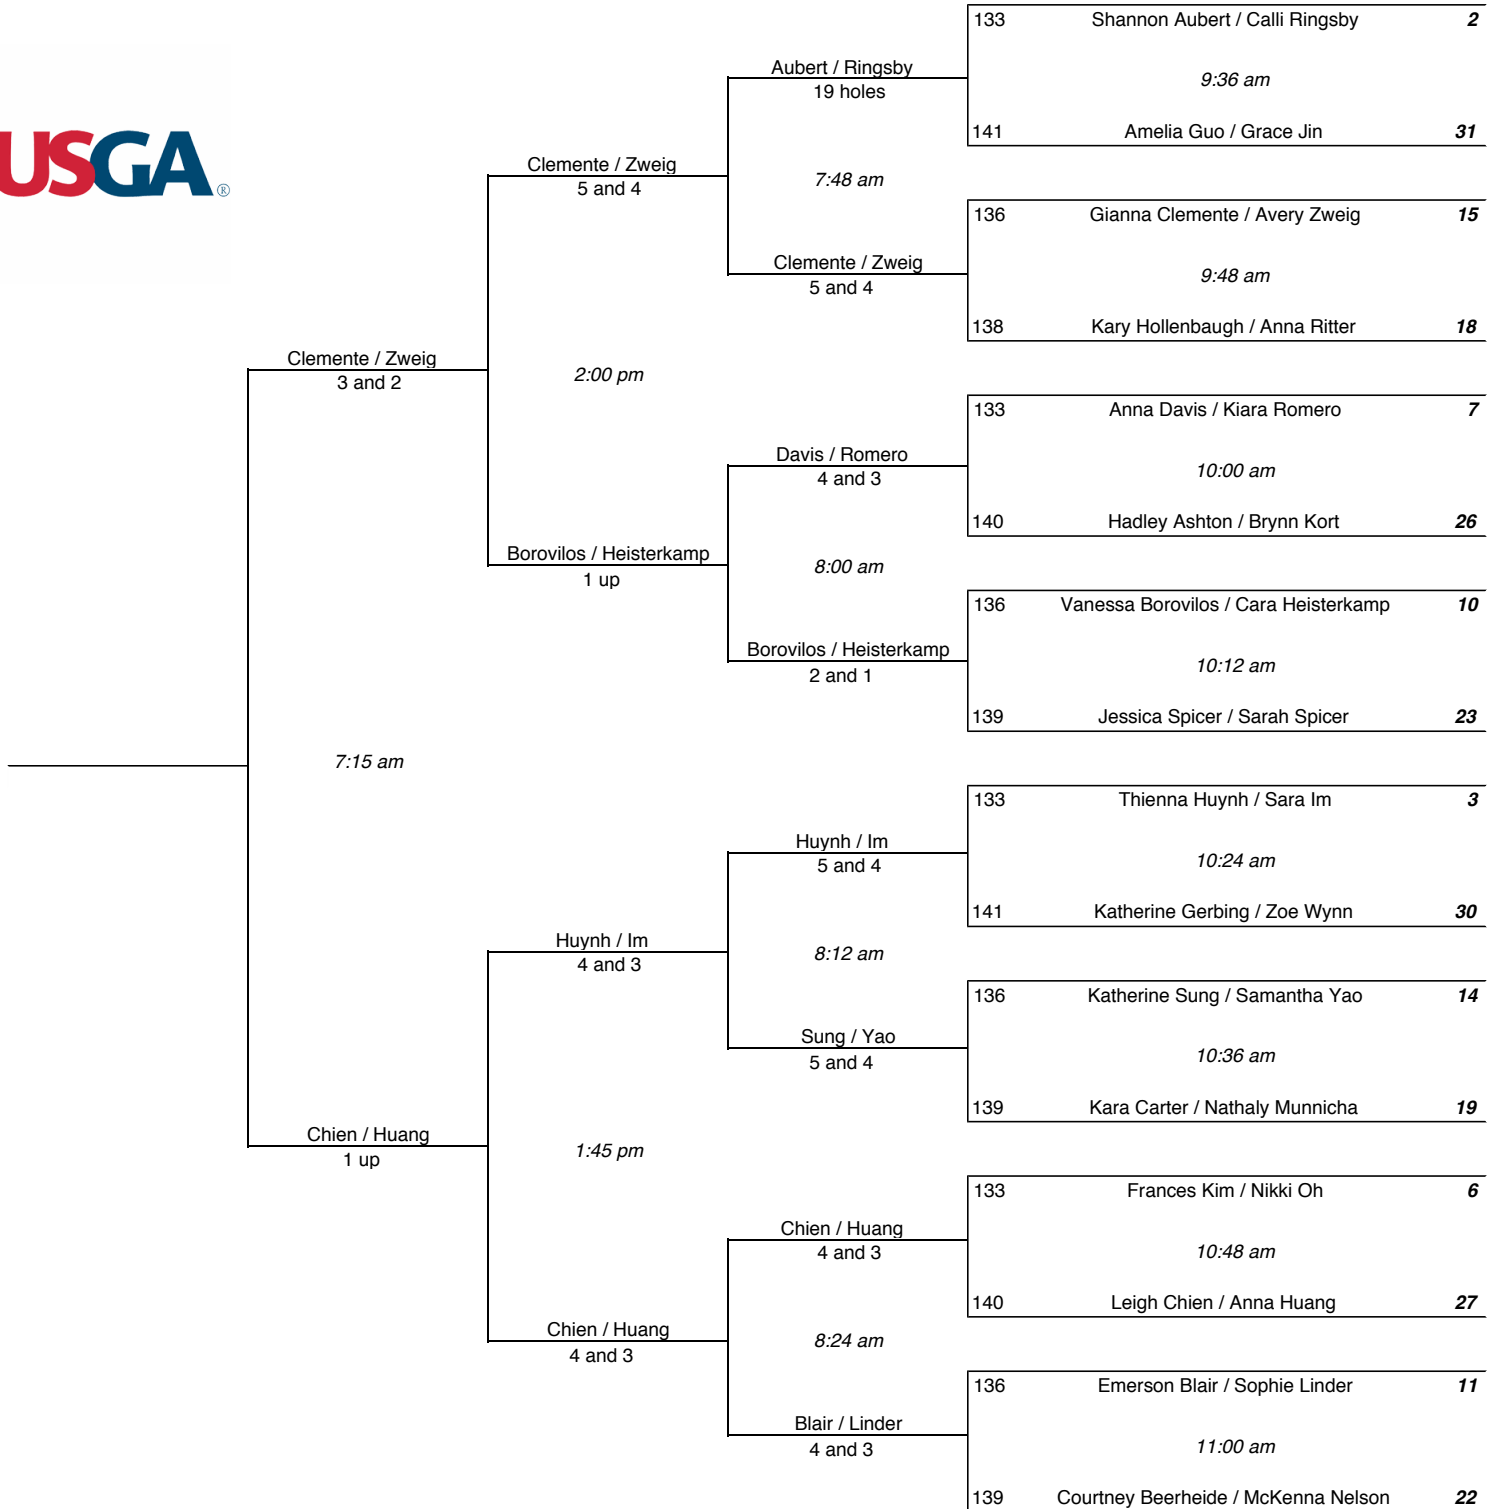 133 Shannon Aubert / Calli Ringsby 2
Aubert / Ringsby
9:36 am
19 holes
141 Amelia Guo / Grace Jin 31
USGA®
Clemente / Zweig
7:48 am
5 and 4
136 Gianna Clemente / Avery Zweig 15
Clemente / Zweig
9:48 am
5 and 4
138 Kary Hollenbaugh / Anna Ritter 18
Clemente / Zweig
2:00 pm
3 and 2
133 Anna Davis / Kiara Romero 7
Davis / Romero
10:00 am
4 and 3
140 Hadley Ashton / Brynn Kort 26
Borovilos / Heisterkamp
8:00 am
1 up
136 Vanessa Borovilos / Cara Heisterkamp 10
Borovilos / Heisterkamp
10:12 am
2 and 1
139 Jessica Spicer / Sarah Spicer 23
7:15 am
133 Thienna Huynh / Sara Im 3
Huynh / Im
10:24 am
5 and 4
141 Katherine Gerbing / Zoe Wynn 30
Huynh / Im
8:12 am
4 and 3
136 Katherine Sung / Samantha Yao 14
Sung / Yao
10:36 am
5 and 4
139 Kara Carter / Nathaly Munnicha 19
Chien / Huang
1:45 pm
1 up
133 Frances Kim / Nikki Oh 6
Chien / Huang
10:48 am
4 and 3
140 Leigh Chien / Anna Huang 27
Chien / Huang
8:24 am
4 and 3
136 Emerson Blair / Sophie Linder 11
Blair / Linder
11:00 am
4 and 3
139 Courtney Beerheide / McKenna Nelson 22